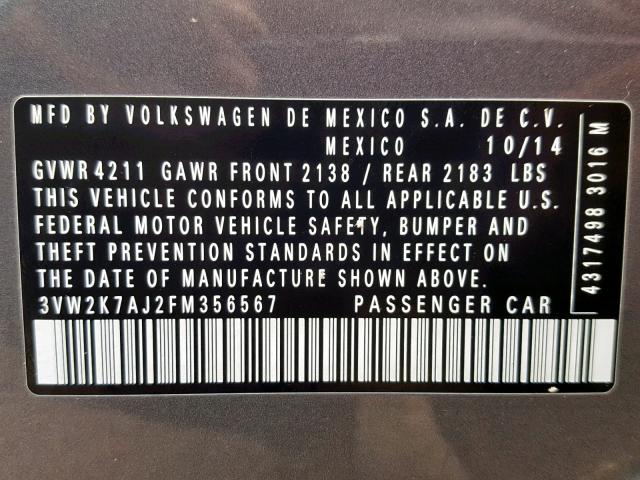 MFD BY VOLKSWAGEN DE MEXICO S.A. DE C.V.
MEXICO 10/14
GVWR 4211 GAWR FRONT 2138 / REAR 2183 LBS
THIS VEHICLE CONFORMS TO ALL APPLICABLE U.S.
FEDERAL MOTOR VEHICLE SAFETY, BUMPER AND
THEFT PREVENTION STANDARDS IN EFFECT ON
THE DATE OF MANUFACTURE SHOWN ABOVE.
3VW2K7AJ2FM356567 PASSENGER CAR
4317498 3016 M